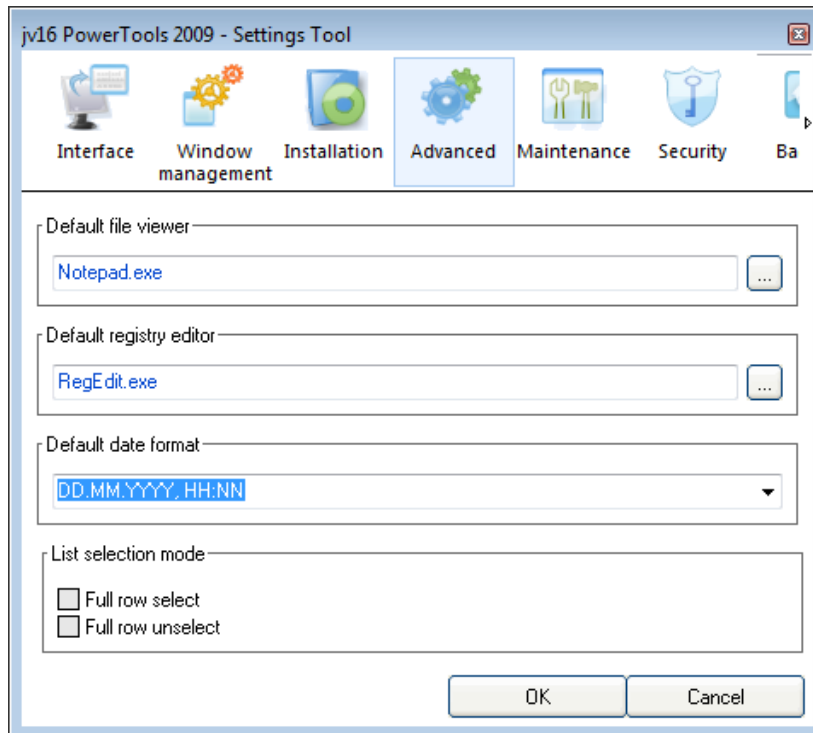 jv16 PowerTools 2009 - Settings Tool
Interface
Window
management
Installation
Advanced
Maintenance
Security
Ba
Default file viewer
Notepad.exe
...
Default registry editor
RegEdit.exe
...
Default date format
DD.MM.YYYY, HH:NN
List selection mode
Full row select
Full row unselect
OK
Cancel